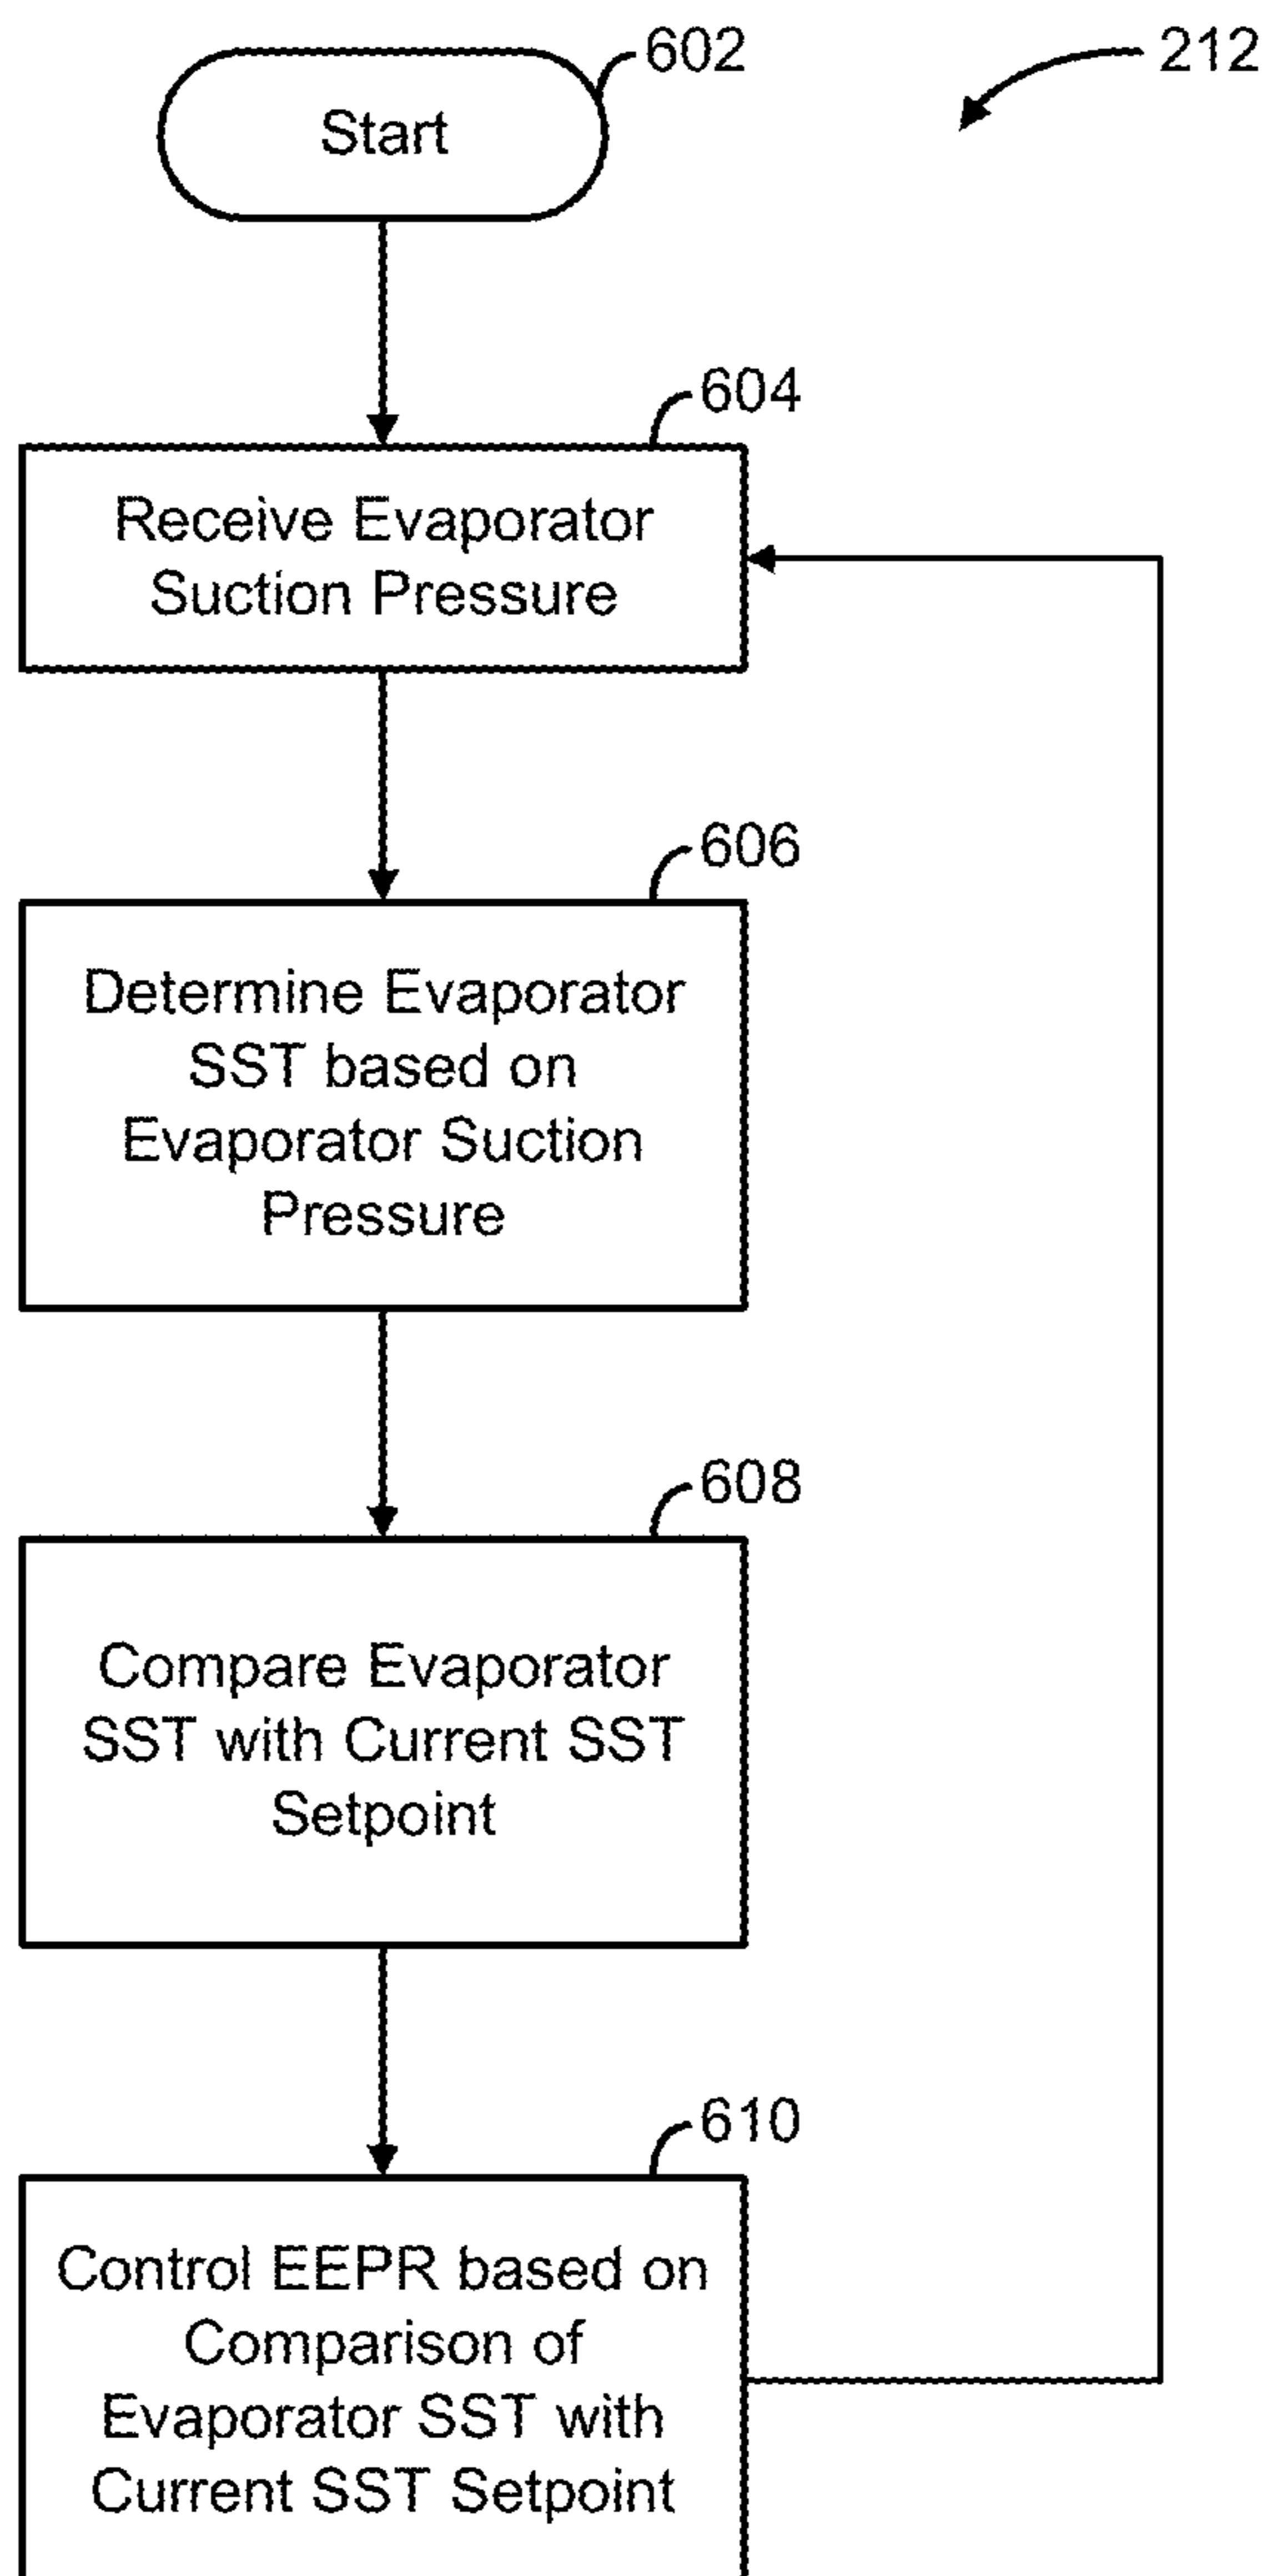 602
212
Start
604
Receive Evaporator
Suction Pressure
606
Determine Evaporator
SST based on
Evaporator Suction
Pressure
608
Compare Evaporator
SST with Current SST
Setpoint
610
Control EEPR based on
Comparison of
Evaporator SST with
Current SST Setpoint